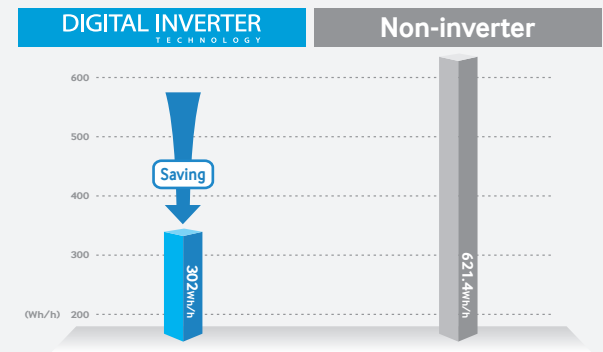 DIGITAL INVERTER
TECHNOLOGY
Non-inverter
600
500
Saving
400
300
302Wh/h
621.4Wh/h
(Wh/h) 200